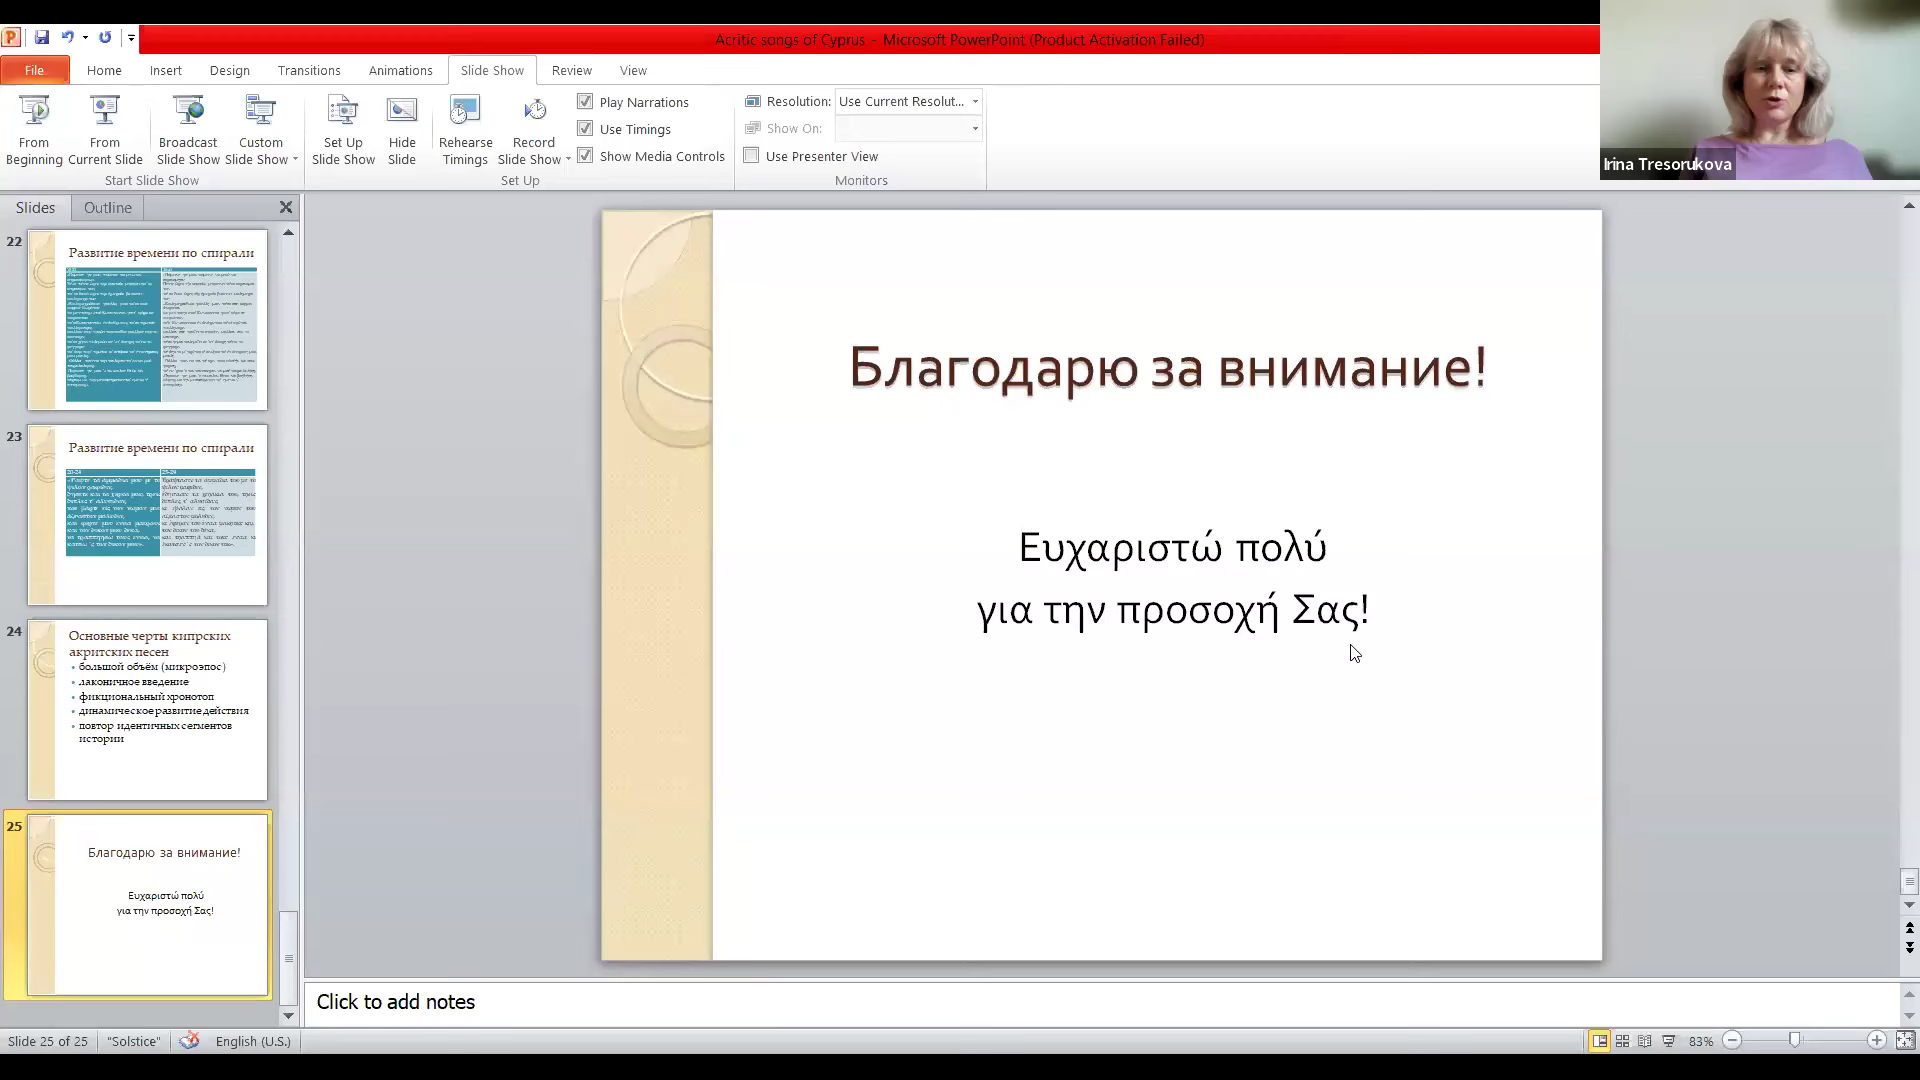 Acritic songs of Cyprus - Microsoft PowerPoint (Product Activation Failed)
File Home Insert Design Transitions Animations Slide Show Review View
From Beginning
From Current Slide
Broadcast Slide Show
Custom Slide Show
Set Up Slide Show
Hide Slide
Rehearse Timings
Record Slide Show
Play Narrations
Use Timings
Show Media Controls
Resolution: Use Current Resolut...
Show On:
Use Presenter View
Start Slide Show
Set Up
Monitors
Irina Tresorukova
Slides Outline
22
Развитие времени по спирали
23
Развитие времени по спирали
20-24 25-29
24
Основные черты кипрских
акритских песен
• большой объём (микроэпос)
• лаконичное введение
• фикциональный хронотоп
• динамическое развитие действия
• повтор идентичных сегментов
истории
25
Благодарю за внимание!
Ευχαριστώ πολύ
για την προσοχή Σας!
Благодарю за внимание!
Ευχαριστώ πολύ
για την προσοχή Σας!
Click to add notes
Slide 25 of 25 "Solstice" English (U.S.) 83%